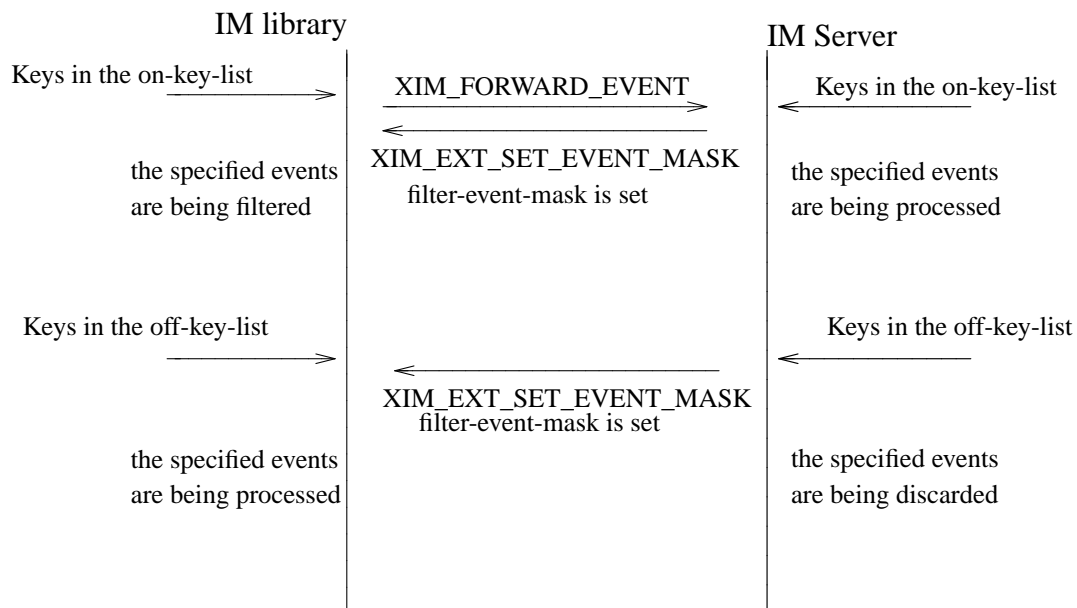 IM library
IM Server
Keys in the on-key-list
XIM_FORWARD_EVENT
Keys in the on-key-list
XIM_EXT_SET_EVENT_MASK
filter-event-mask is set
the specified events
are being filtered
the specified events
are being processed
Keys in the off-key-list
Keys in the off-key-list
XIM_EXT_SET_EVENT_MASK
filter-event-mask is set
the specified events
are being processed
the specified events
are being discarded